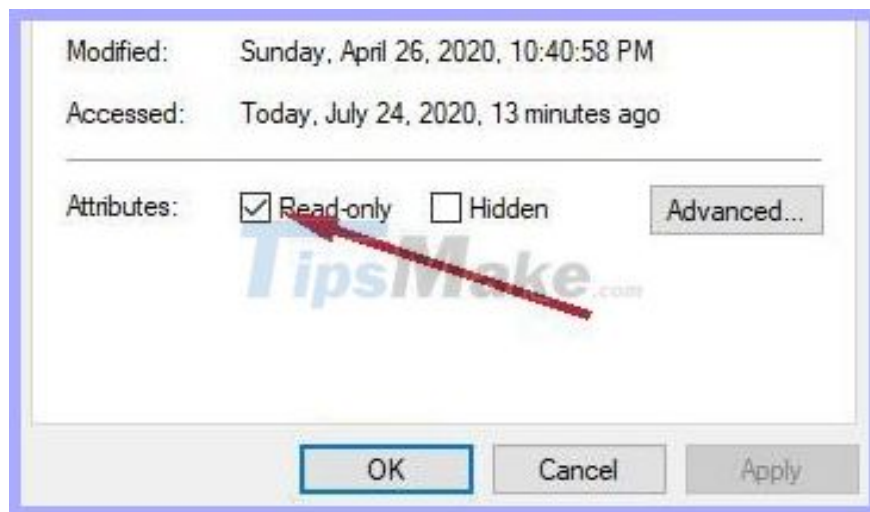 Modified: Sunday, April 26, 2020, 10:40:58 PM
Accessed: Today, July 24, 2020, 13 minutes ago
Attributes: Read-only Hidden Advanced...
TipsMake.com
OK Cancel Apply